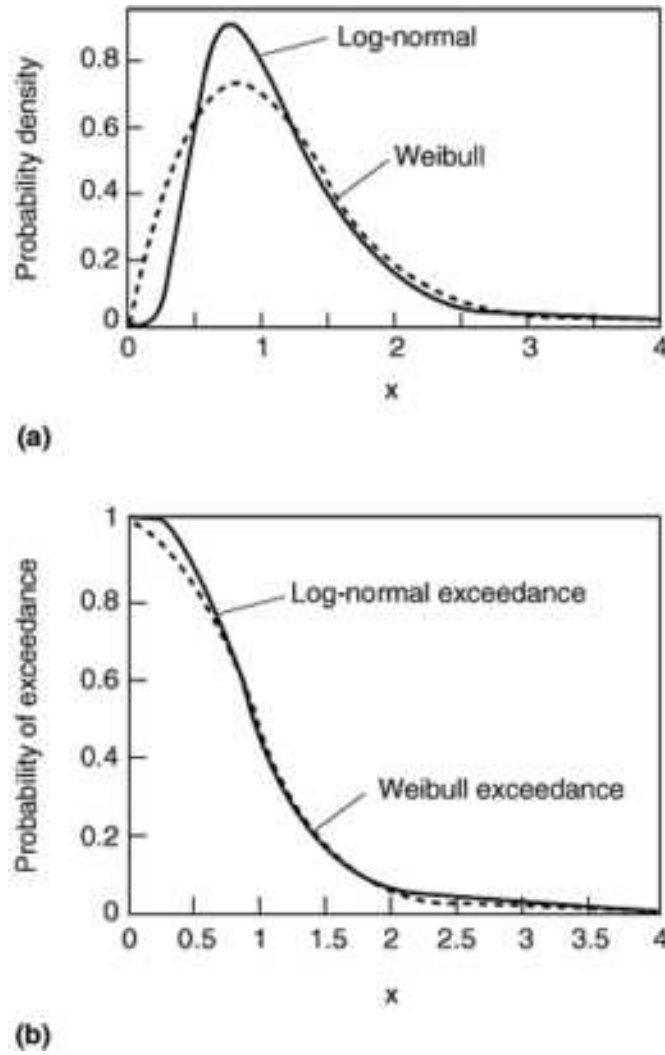 Probability density
0.8
0.6
0.4
0.2
0
Log-normal
Weibull
0
1
2
3
4
x
(a)
Probability of exceedance
1
0.8
0.6
0.4
0.2
0
Log-normal exceedance
Weibull exceedance
0
0.5
1
1.5
2
2.5
3
3.5
4
x
(b)